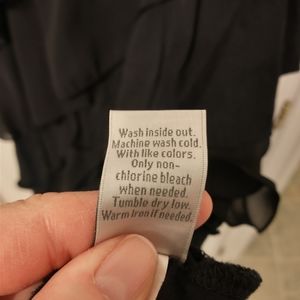 Wash inside out.
Machine wash cold.
With like colors.
Only non-
chlorine bleach
when needed.
Tumble dry low.
Warm Iron if needed.